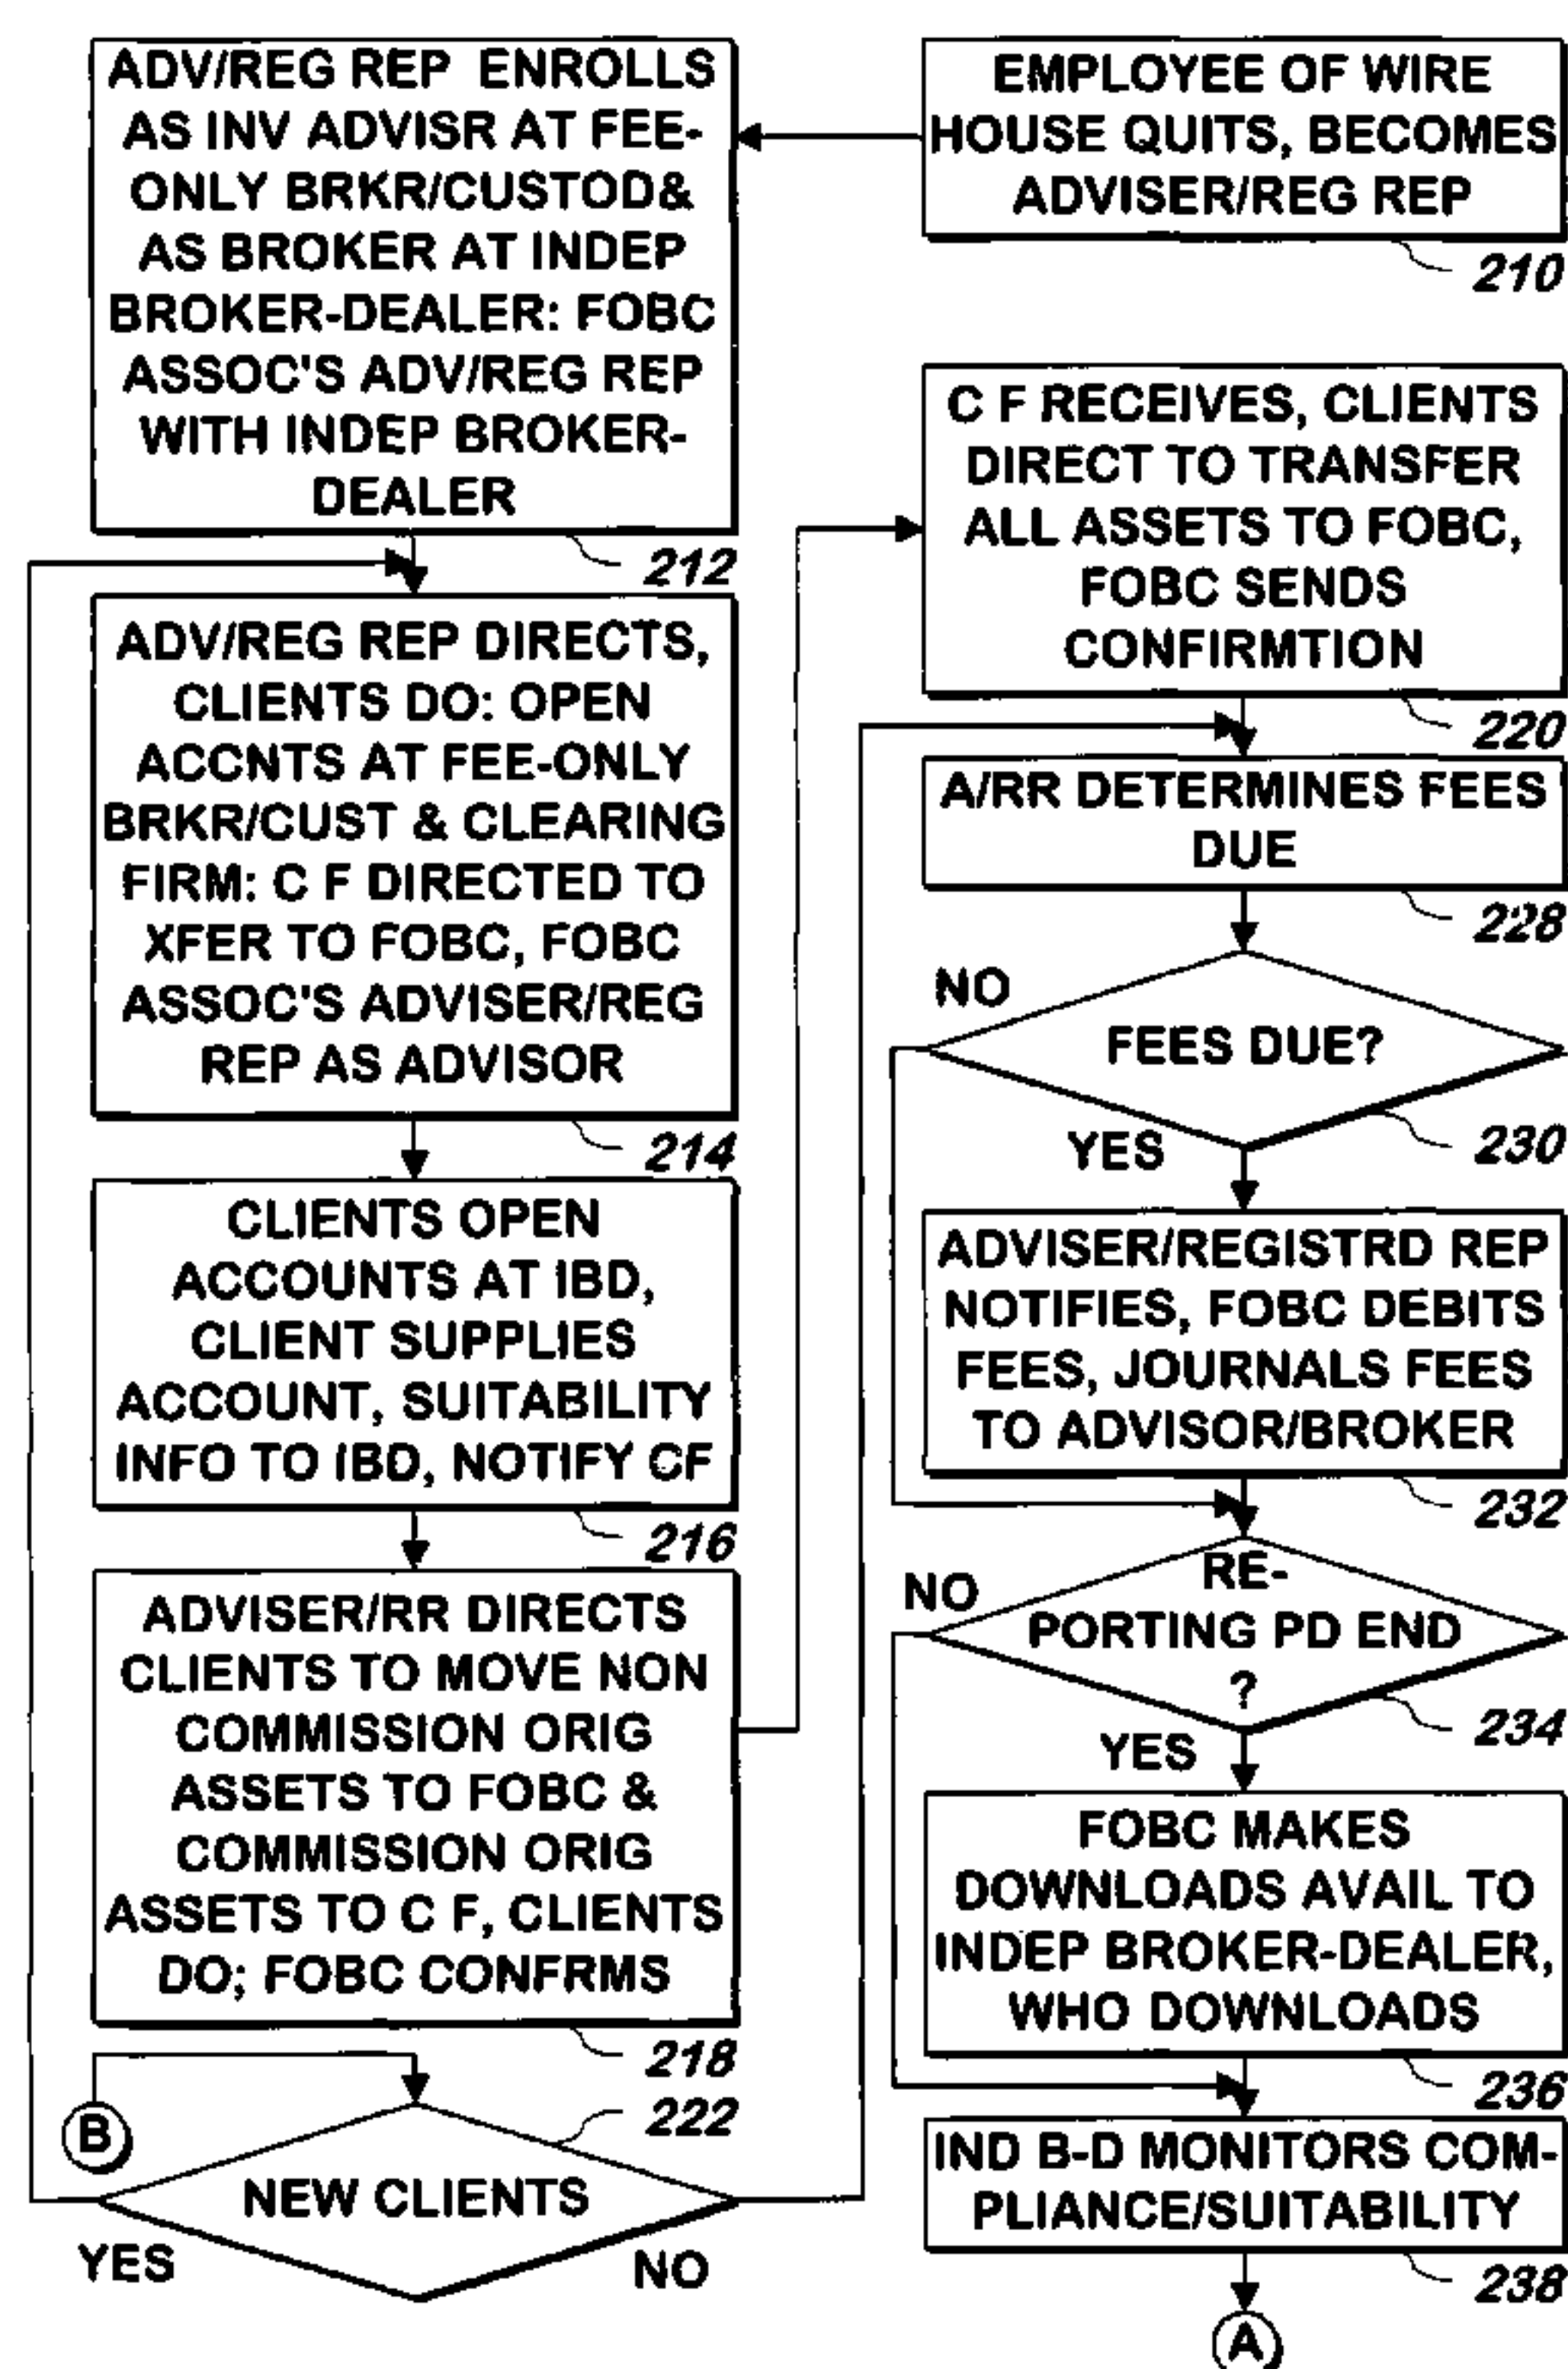 EMPLOYEE OF WIRE
HOUSE QUITS, BECOMES
ADVISER/REG REP
210
ADV/REG REP ENROLLS
AS INV ADVISR AT FEE-
ONLY BRKR/CUSTOD&
AS BROKER AT INDEP
BROKER-DEALER: FOBC
ASSOC'S ADV/REG REP
WITH INDEP BROKER-
DEALER
212
ADV/REG REP DIRECTS,
CLIENTS DO: OPEN
ACCNTS AT FEE-ONLY
BRKR/CUST & CLEARING
FIRM: C F DIRECTED TO
XFER TO FOBC, FOBC
ASSOC'S ADVISER/REG
REP AS ADVISOR
214
CLIENTS OPEN
ACCOUNTS AT IBD,
CLIENT SUPPLIES
ACCOUNT, SUITABILITY
INFO TO IBD, NOTIFY CF
216
ADVISER/RR DIRECTS
CLIENTS TO MOVE NON
COMMISSION ORIG
ASSETS TO FOBC &
COMMISSION ORIG
ASSETS TO C F, CLIENTS
DO; FOBC CONFRMS
218
B
222
NEW CLIENTS
YES
NO
C F RECEIVES, CLIENTS
DIRECT TO TRANSFER
ALL ASSETS TO FOBC,
FOBC SENDS
CONFIRMTION
220
A/RR DETERMINES FEES
DUE
228
NO
FEES DUE?
230
YES
ADVISER/REGISTRD REP
NOTIFIES, FOBC DEBITS
FEES, JOURNALS FEES
TO ADVISOR/BROKER
232
NO
RE-
PORTING PD END
?
234
YES
FOBC MAKES
DOWNLOADS AVAIL TO
INDEP BROKER-DEALER,
WHO DOWNLOADS
236
IND B-D MONITORS COM-
PLIANCE/SUITABILITY
238
A